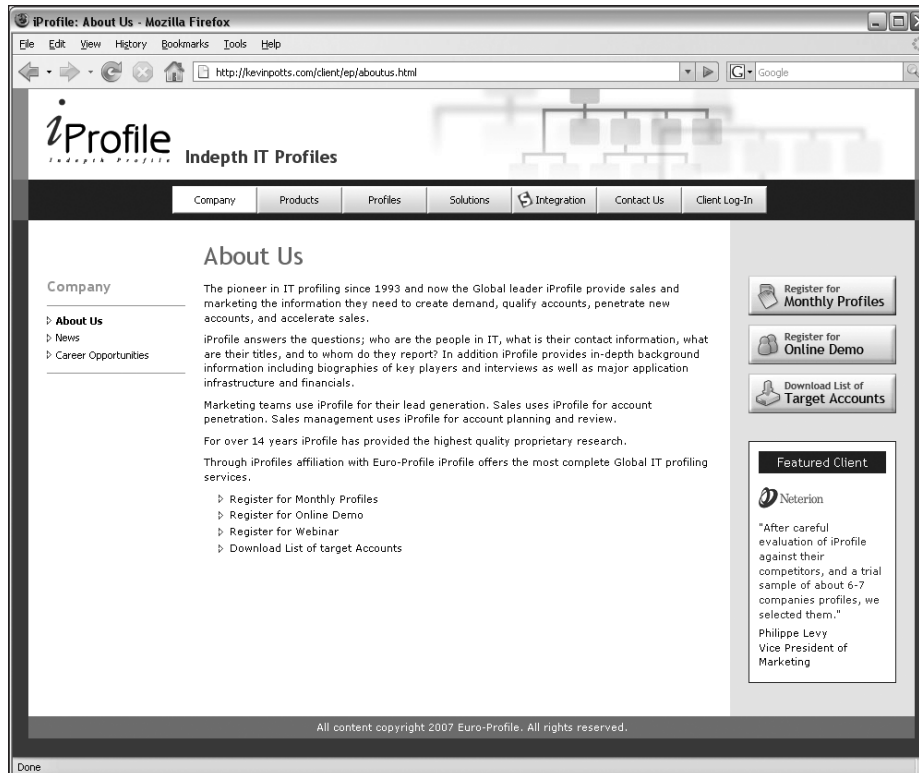 iProfile: About Us - Mozilla Firefox
File Edit View History Bookmarks Tools Help
http://kevinpotts.com/client/ep/aboutus.html
G Google
iProfile
Indepth Profile
Indepth IT Profiles
Company Products Profiles Solutions Integration Contact Us Client Log-In
Company
About Us
News
Career Opportunities
About Us
The pioneer in IT profiling since 1993 and now the Global leader iProfile provide sales and
marketing the information they need to create demand, qualify accounts, penetrate new
accounts, and accelerate sales.
iProfile answers the questions; who are the people in IT, what is their contact information, what
are their titles, and to whom do they report? In addition iProfile provides in-depth background
information including biographies of key players and interviews as well as major application
infrastructure and financials.
Marketing teams use iProfile for their lead generation. Sales uses iProfile for account
penetration. Sales management uses iProfile for account planning and review.
For over 14 years iProfile has provided the highest quality proprietary research.
Through iProfiles affiliation with Euro-Profile iProfile offers the most complete Global IT profiling
services.
Register for Monthly Profiles
Register for Online Demo
Register for Webinar
Download List of target Accounts
Register for
Monthly Profiles
Register for
Online Demo
Download List of
Target Accounts
Featured Client
Neterion
"After careful
evaluation of iProfile
against their
competitors, and a trial
sample of about 6-7
companies profiles, we
selected them."
Philippe Levy
Vice President of
Marketing
All content copyright 2007 Euro-Profile. All rights reserved.
Done